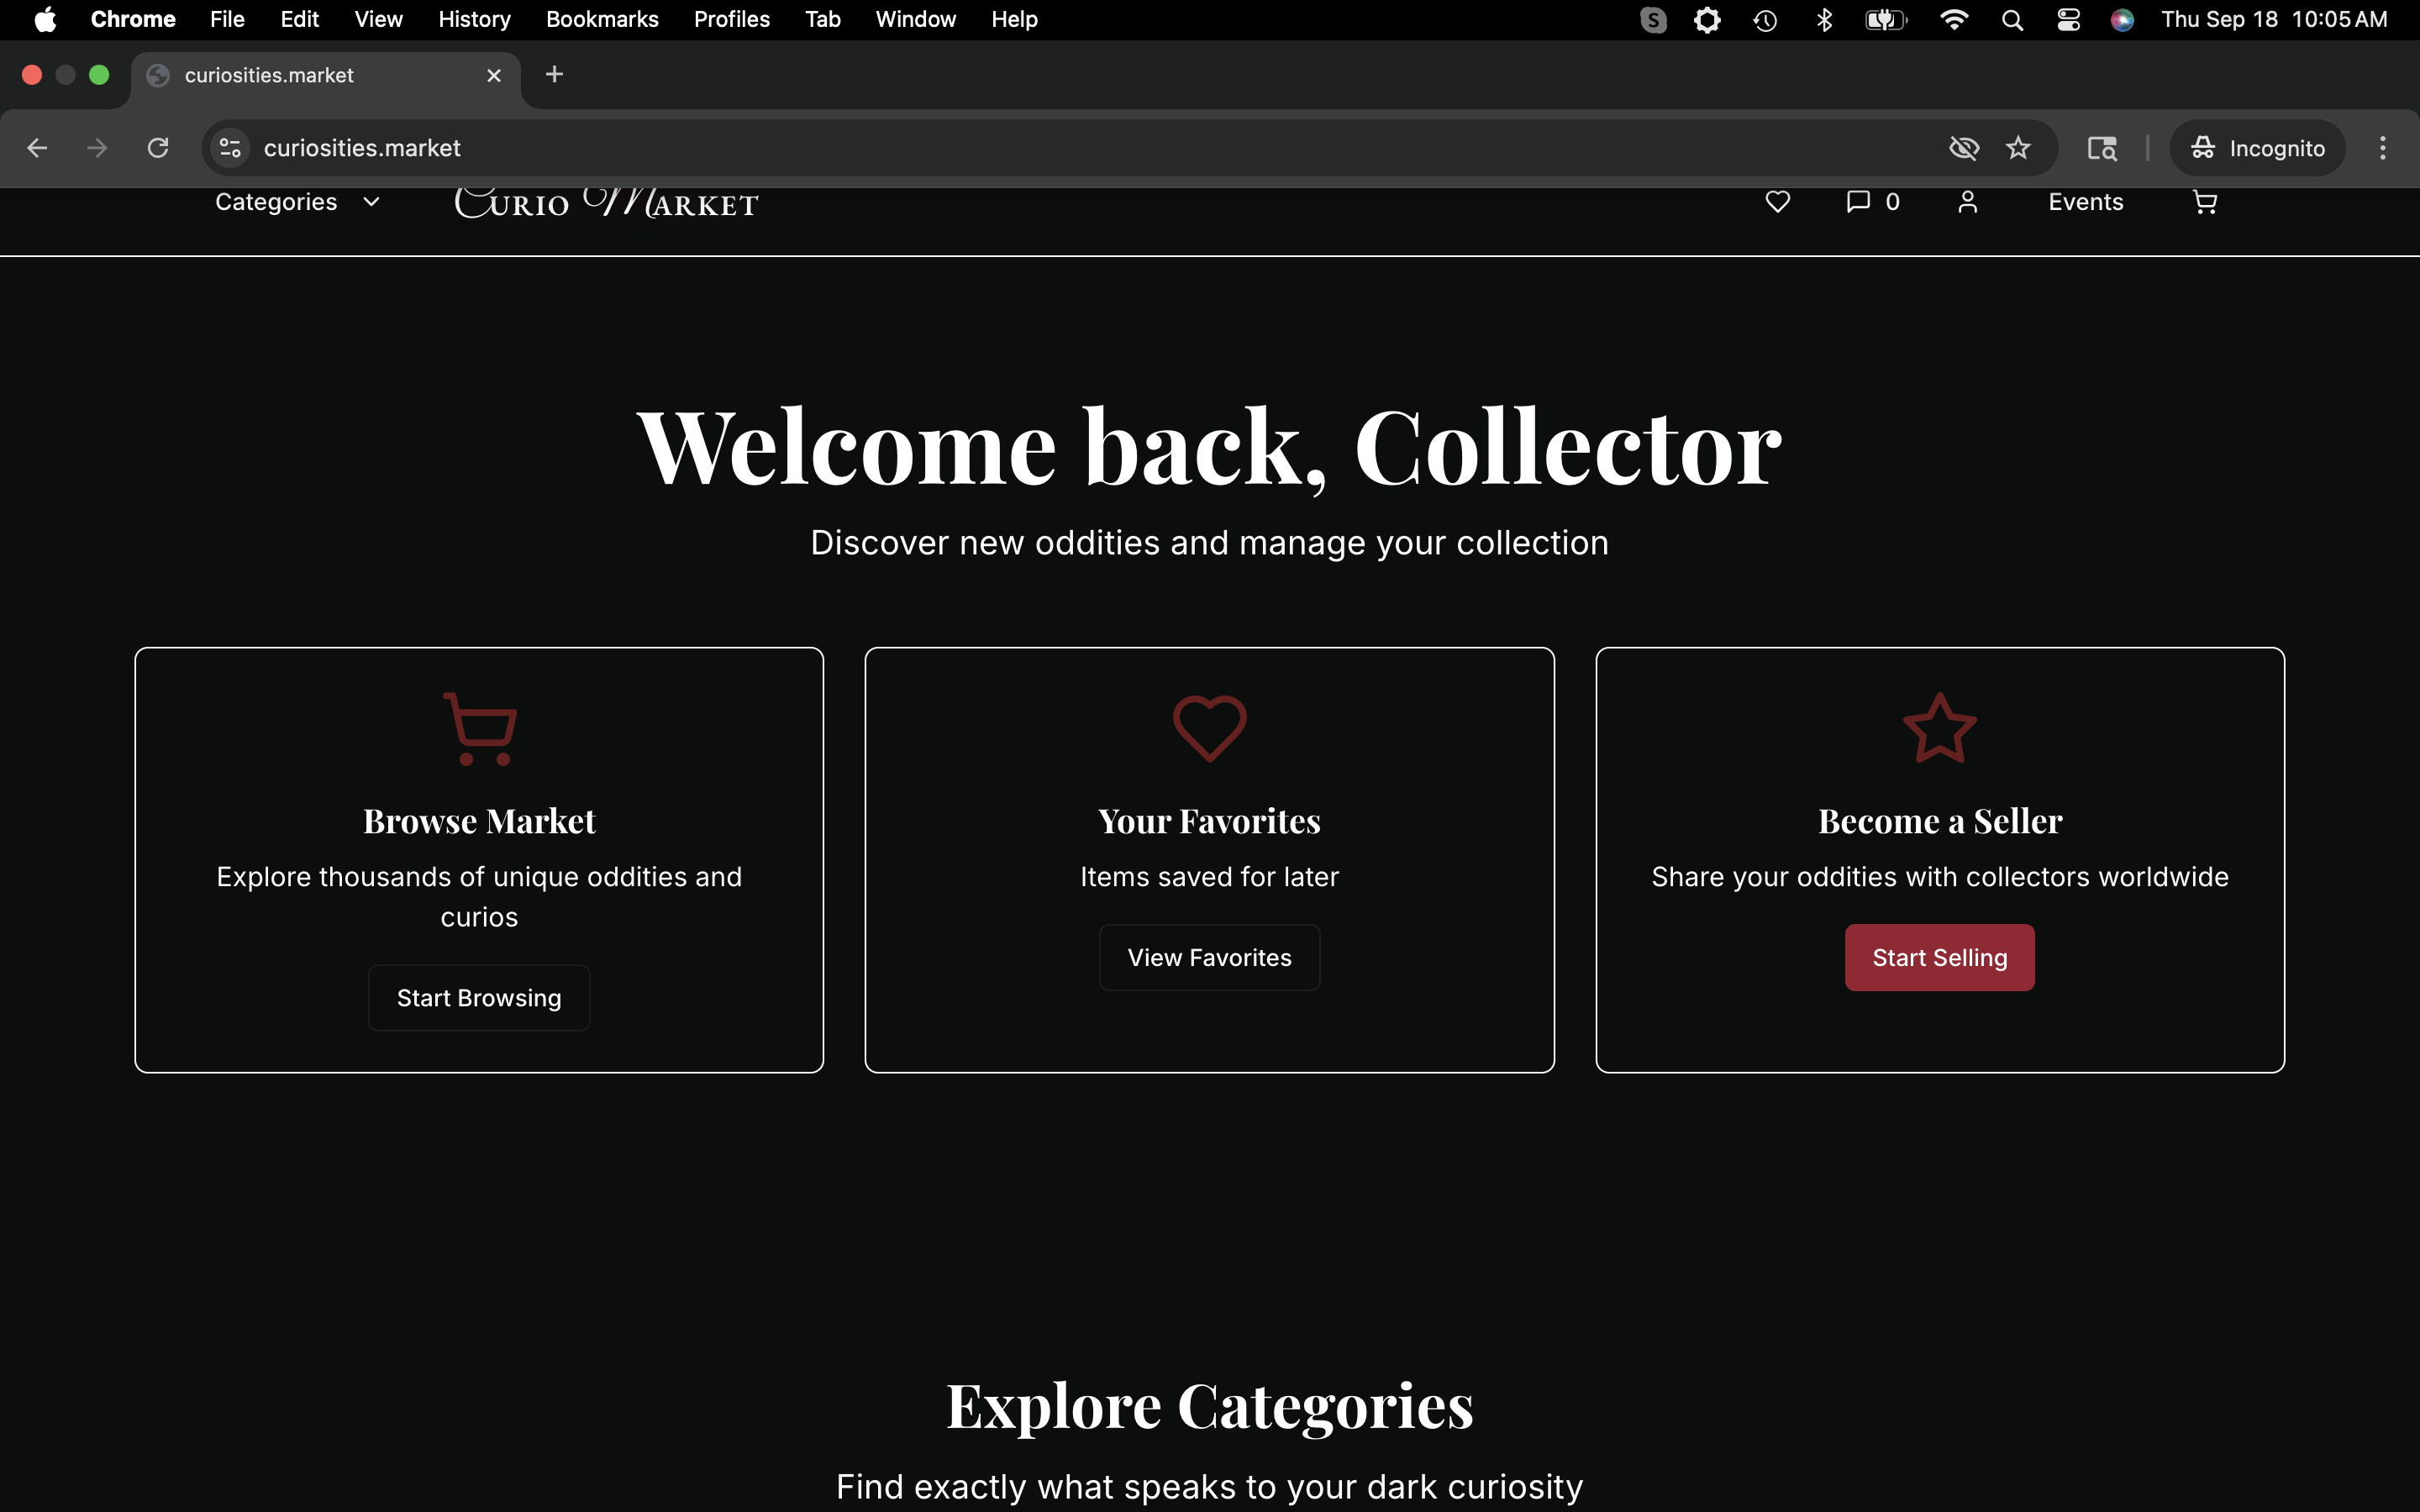 Chrome File Edit View History Bookmarks Profiles Tab Window Help S Thu Sep 18 10:05 AM
curiosities.market
curiosities.market Incognito
Categories Curio Market 0 Events
Welcome back, Collector
Discover new oddities and manage your collection
Browse Market
Explore thousands of unique oddities and
curios
Start Browsing
Your Favorites
Items saved for later
View Favorites
Become a Seller
Share your oddities with collectors worldwide
Start Selling
Explore Categories
Find exactly what speaks to your dark curiosity